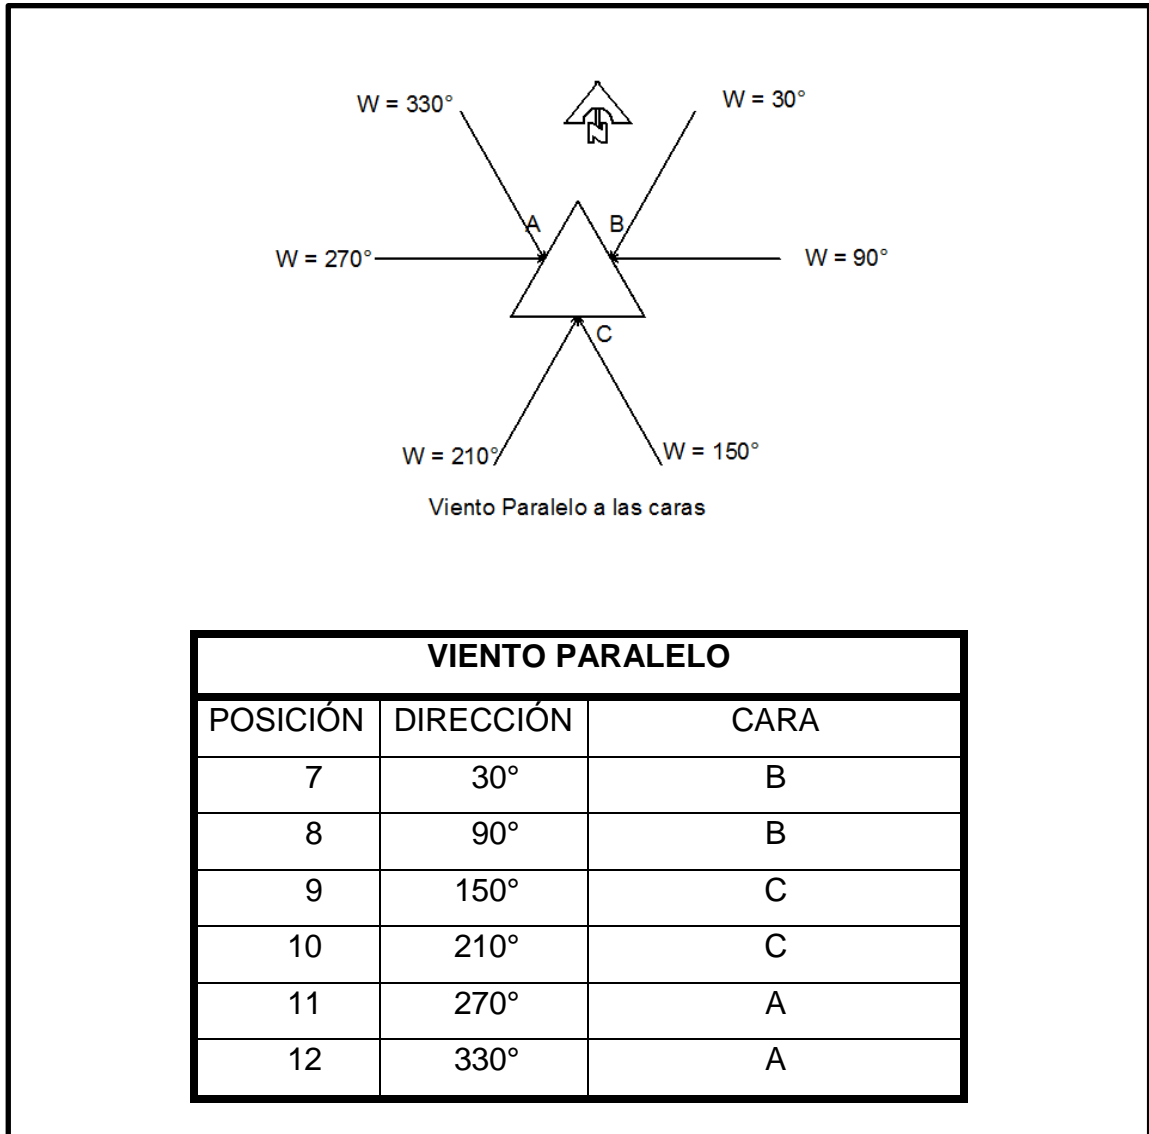 W = 330°
W = 30°
N
A
B
W = 270°
W = 90°
C
W = 210°
W = 150°
Viento Paralelo a las caras
VIENTO PARALELO
POSICIÓN DIRECCIÓN CARA
7 30° B
8 90° B
9 150° C
10 210° C
11 270° A
12 330° A